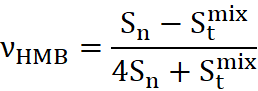 ν_HMB = (S_n − S_t^mix) / (4S_n + S_t^mix)